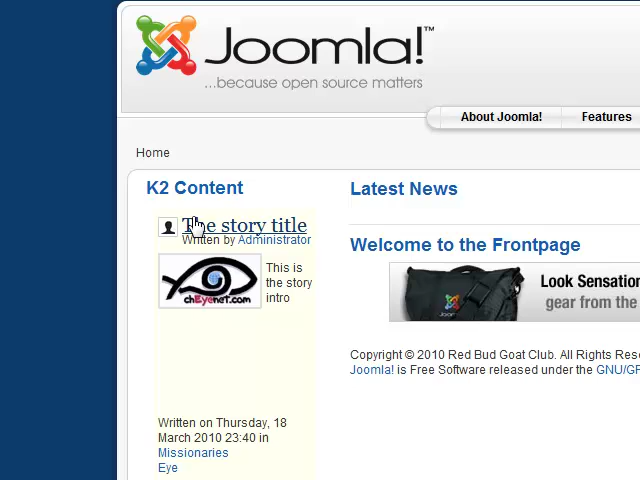 Joomla!™
...because open source matters
About Joomla!
Features
Home
K2 Content
The story title
Written by Administrator
chEyenet.com
This is
the story
intro
Written on Thursday, 18
March 2010 23:40 in
Missionaries
Eye
Latest News
Welcome to the Frontpage
Look Sensation
gear from the
Copyright © 2010 Red Bud Goat Club. All Rights Rese
Joomla! is Free Software released under the GNU/GP